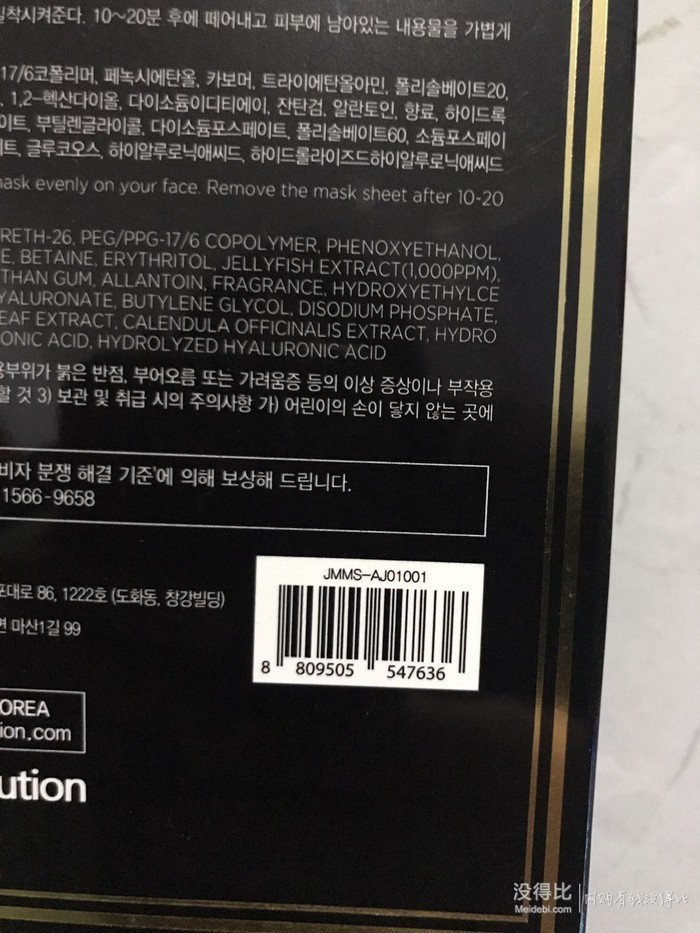 밀착시켜준다. 10~20분 후에 떼어내고 피부에 남아있는 내용물을 가볍게
17/6코폴리머, 페녹시에탄올, 카보머, 트라이에탄올아민, 폴리솔베이트20,
1,2-헥산다이올, 다이소듐이디티에이, 잔탄검, 알란토인, 향료, 하이드록
이트, 부틸렌글라이콜, 다이소듐포스페이트, 폴리솔베이트60, 소듐포스페이
트, 글루코오스, 하이알루로닉애씨드, 하이드롤라이즈드하이알루로닉애씨드
mask evenly on your face. Remove the mask sheet after 10-20
RETH-26, PEG/PPG-17/6 COPOLYMER, PHENOXYETHANOL,
E, BETAINE, ERYTHRITOL, JELLYFISH EXTRACT(1,000PPM),
THAN GUM, ALLANTOIN, FRAGRANCE, HYDROXYETHYLCE
YALURONATE, BUTYLENE GLYCOL, DISODIUM PHOSPHATE,
EAF EXTRACT, CALENDULA OFFICINALIS EXTRACT, HYDRO
ONIC ACID, HYDROLYZED HYALURONIC ACID
용부위가 붉은 반점, 부어오름 또는 가려움증 등의 이상 증상이나 부작용
할 것 3) 보관 및 취급 시의 주의사항 가) 어린이의 손이 닿지 않는 곳에
비자 분쟁 해결 기준'에 의해 보상해 드립니다.
1566-9658
JMMS-AJ01001
포대로 86, 1222호 (도화동, 창강빌딩)
면 마산1길 99
8 809505 547636
OREA
ion.com
ution
没得比
Meidebi.com
网购有我没得比